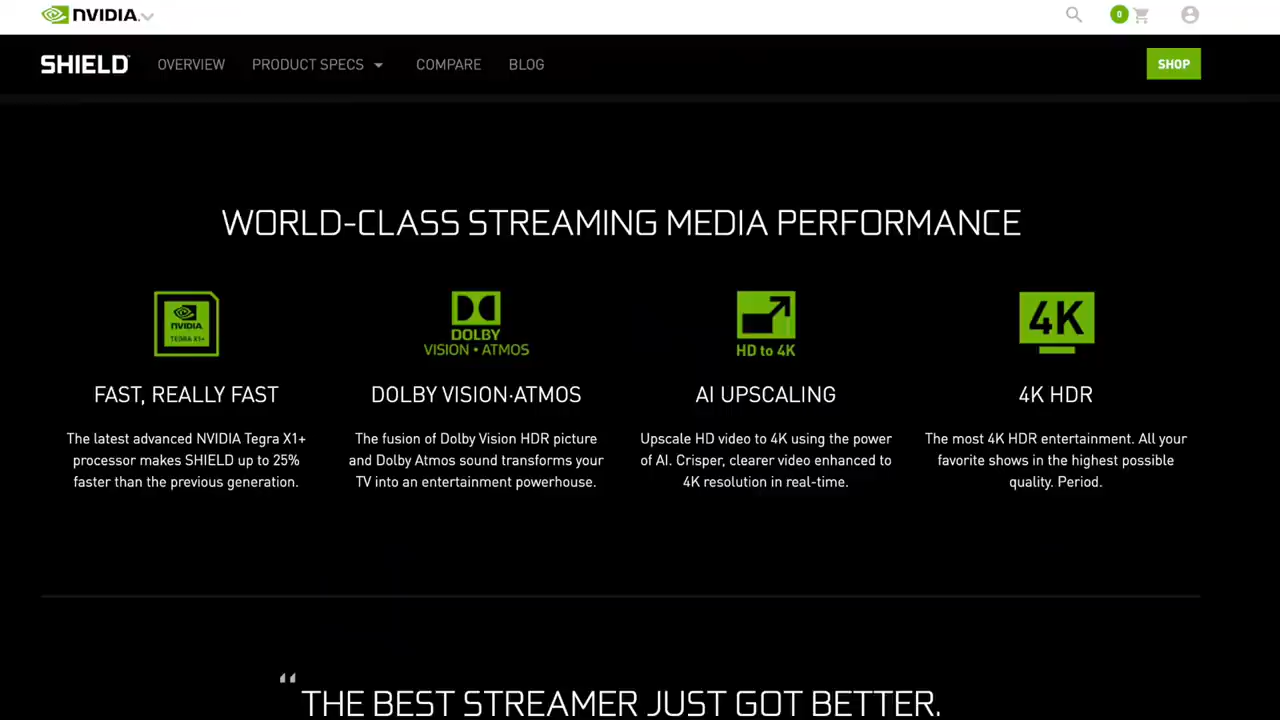 NVIDIA.
0
SHIELD
OVERVIEW
PRODUCT SPECS
COMPARE
BLOG
SHOP
WORLD-CLASS STREAMING MEDIA PERFORMANCE
NVIDIA
TEGRA X1+
DOLBY
VISION•ATMOS
HD to 4K
4K
FAST, REALLY FAST
The latest advanced NVIDIA Tegra X1+
processor makes SHIELD up to 25%
faster than the previous generation.
DOLBY VISION·ATMOS
The fusion of Dolby Vision HDR picture
and Dolby Atmos sound transforms your
TV into an entertainment powerhouse.
AI UPSCALING
Upscale HD video to 4K using the power
of AI. Crisper, clearer video enhanced to
4K resolution in real-time.
4K HDR
The most 4K HDR entertainment. All your
favorite shows in the highest possible
quality. Period.
“THE BEST STREAMER JUST GOT BETTER.